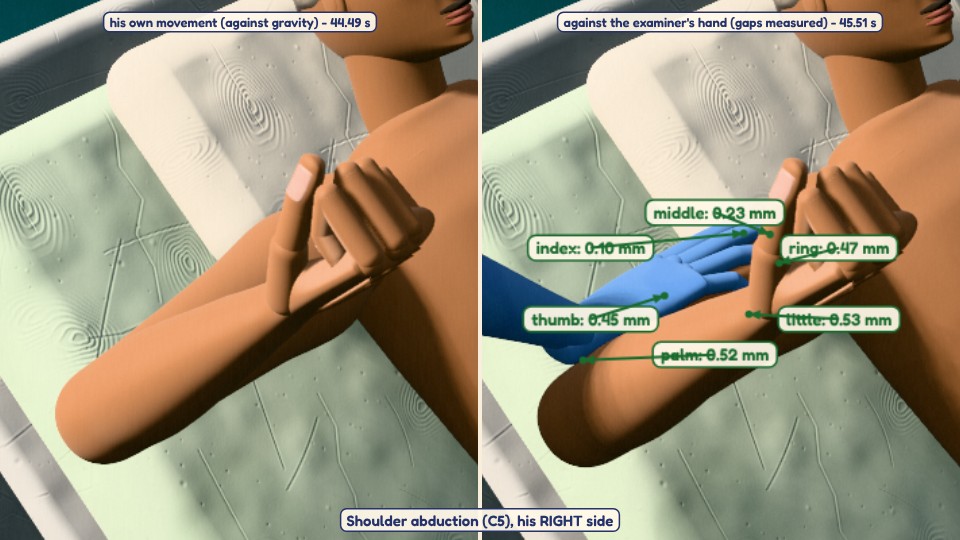 his own movement (against gravity) - 44.49 s
against the examiner's hand (gaps measured) - 45.51 s
middle: 0.23 mm
index: 0.10 mm
ring: 0.47 mm
thumb: 0.45 mm
little: 0.53 mm
palm: 0.52 mm
Shoulder abduction (C5), his RIGHT side